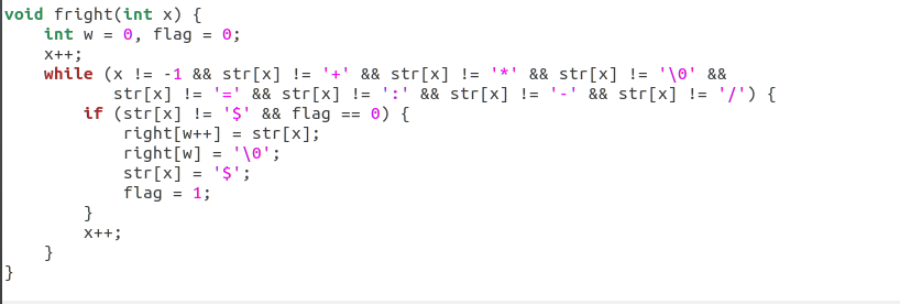 void fright(int x) {
    int w = 0, flag = 0;
    x++;
    while (x != -1 && str[x] != '+' && str[x] != '*' && str[x] != '\0' &&
           str[x] != '=' && str[x] != ':' && str[x] != '-' && str[x] != '/') {
        if (str[x] != '$' && flag == 0) {
            right[w++] = str[x];
            right[w] = '\0';
            str[x] = '$';
            flag = 1;
        }
        x++;
    }
}